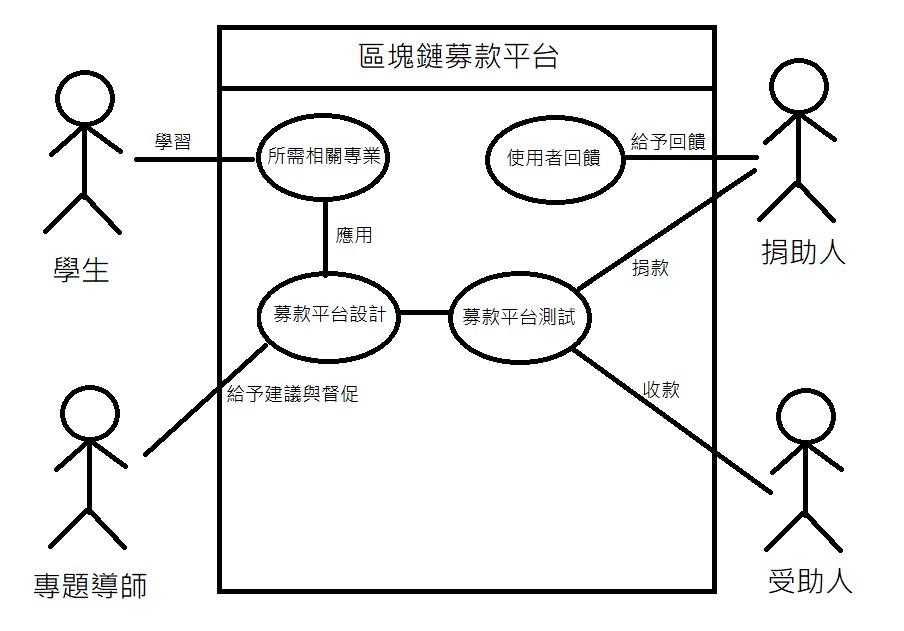 區塊鏈募款平台
學習
所需相關專業
使用者回饋
給予回饋
應用
學生
捐助人
捐款
募款平台設計
募款平台測試
給予建議與督促
收款
專題導師
受助人